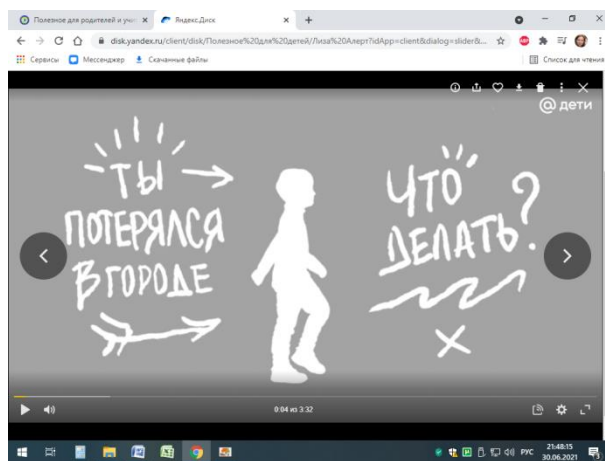 Полезное для родителей и учи
Яндекс.Диск
disk.yandex.ru/client/disk/Полезное%20для%20детей/Лиза%20Алерт?idApp=client&dialog=slider&...
Сервисы
Мессенджер
Скачанные файлы
Список для чтения
@ дети
ТЫ
ПОТЕРЯЛСЯ
В ГОРОДЕ
ЧТО
ДЕЛАТЬ?
0:04 из 3:32
РУС
21:48:15
30.06.2021